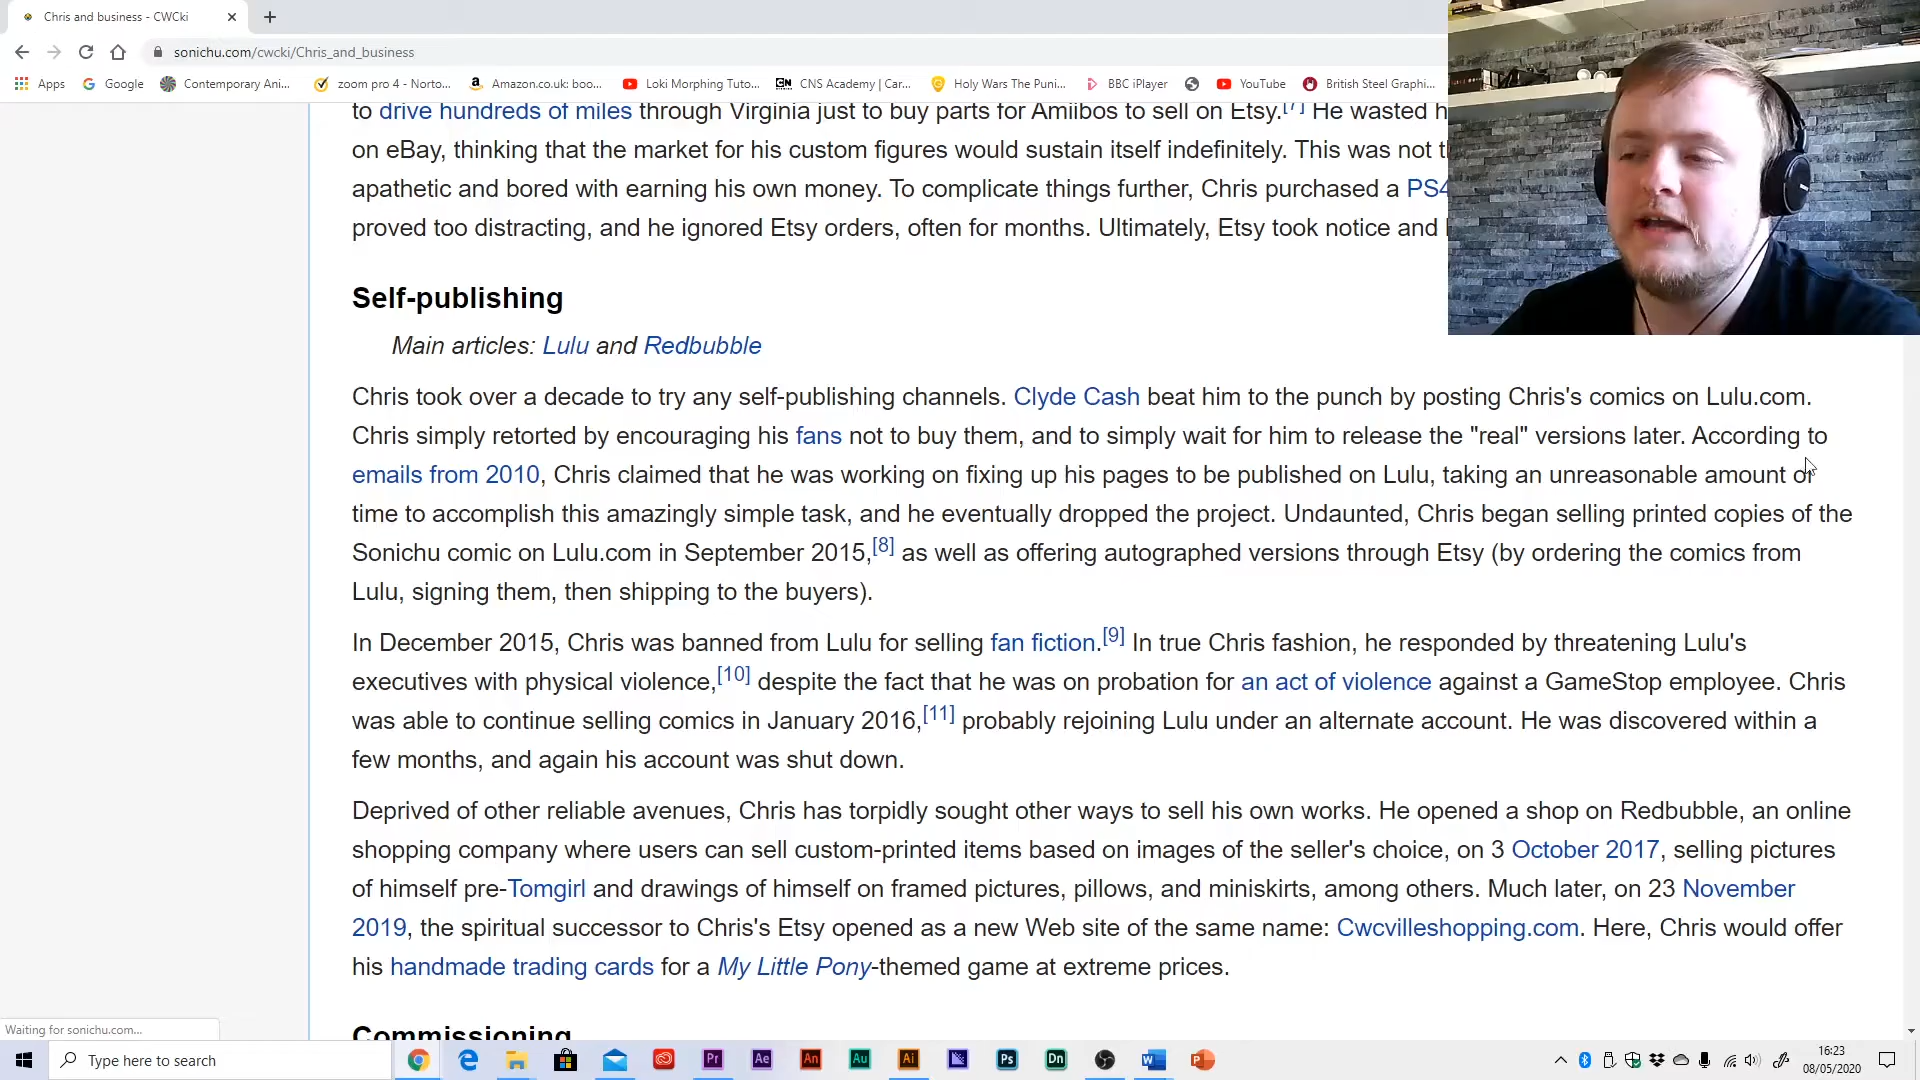 Chris and business - CWCki
sonichu.com/cwcki/Chris_and_business
Apps Google Contemporary Ani... zoom pro 4 - Norto... Amazon.co.uk: boo... Loki Morphing Tuto... CNS Academy | Car... Holy Wars The Puni... BBC iPlayer YouTube British Steel Graphi...
to drive hundreds of miles through Virginia just to buy parts for Amiibos to sell on Etsy.[7] He wasted h
on eBay, thinking that the market for his custom figures would sustain itself indefinitely. This was not t
apathetic and bored with earning his own money. To complicate things further, Chris purchased a PS4
proved too distracting, and he ignored Etsy orders, often for months. Ultimately, Etsy took notice and
Self-publishing
Main articles: Lulu and Redbubble
Chris took over a decade to try any self-publishing channels. Clyde Cash beat him to the punch by posting Chris's comics on Lulu.com.
Chris simply retorted by encouraging his fans not to buy them, and to simply wait for him to release the "real" versions later. According to
emails from 2010, Chris claimed that he was working on fixing up his pages to be published on Lulu, taking an unreasonable amount of
time to accomplish this amazingly simple task, and he eventually dropped the project. Undaunted, Chris began selling printed copies of the
Sonichu comic on Lulu.com in September 2015,[8] as well as offering autographed versions through Etsy (by ordering the comics from
Lulu, signing them, then shipping to the buyers).
In December 2015, Chris was banned from Lulu for selling fan fiction.[9] In true Chris fashion, he responded by threatening Lulu's
executives with physical violence,[10] despite the fact that he was on probation for an act of violence against a GameStop employee. Chris
was able to continue selling comics in January 2016,[11] probably rejoining Lulu under an alternate account. He was discovered within a
few months, and again his account was shut down.
Deprived of other reliable avenues, Chris has torpidly sought other ways to sell his own works. He opened a shop on Redbubble, an online
shopping company where users can sell custom-printed items based on images of the seller's choice, on 3 October 2017, selling pictures
of himself pre-Tomgirl and drawings of himself on framed pictures, pillows, and miniskirts, among others. Much later, on 23 November
2019, the spiritual successor to Chris's Etsy opened as a new Web site of the same name: Cwcvilleshopping.com. Here, Chris would offer
his handmade trading cards for a My Little Pony-themed game at extreme prices.
Commissioning
Waiting for sonichu.com...
Type here to search
Pr Ae An Au Ai Ps Dn
16:23
08/05/2020